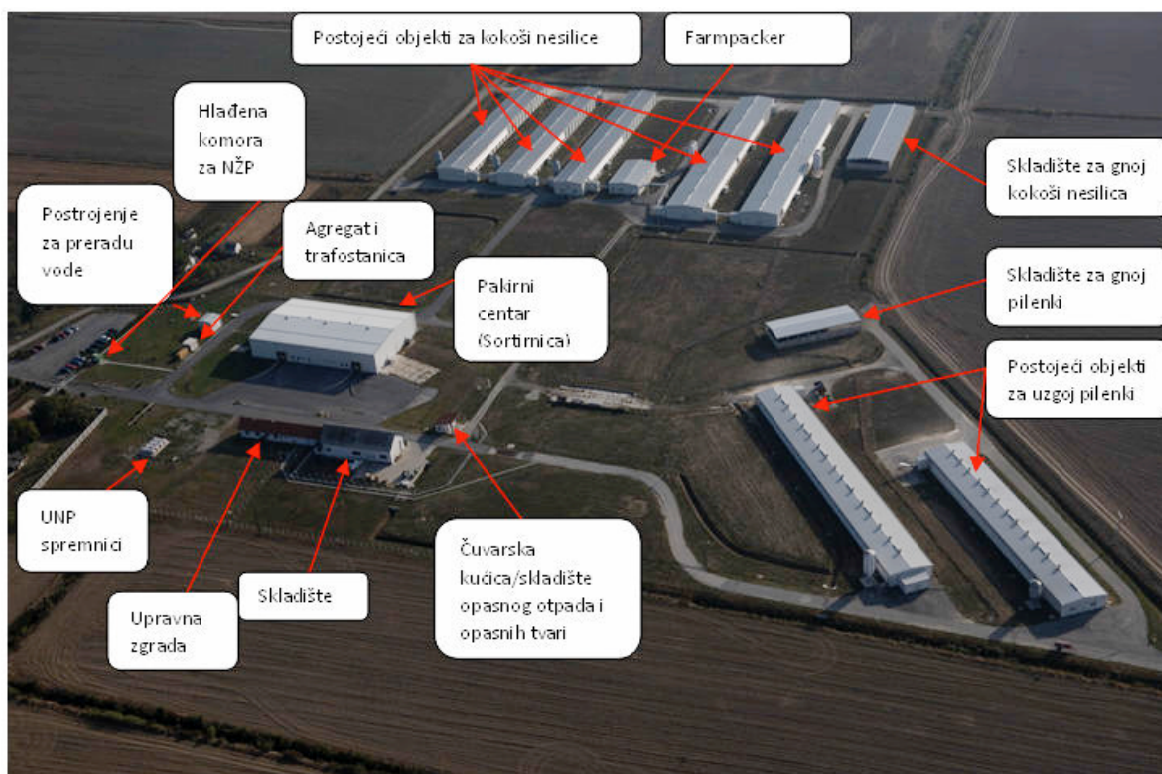 Postojeći objekti za kokoši nesilice
Farmpacker
Hlađena
komora
za NŽP
Skladište za gnoj
kokoši nesilica
Postrojenje
za preradu
vode
Agregat i
trafostanica
Pakirni
centar
(Sortirnica)
Skladište za gnoj
pilenki
Postojeći objekti
za uzgoj pilenki
UNP
spremnici
Upravna
zgrada
Skladište
Čuvarska
kućica/skladište
opasnog otpada i
opasnih tvari